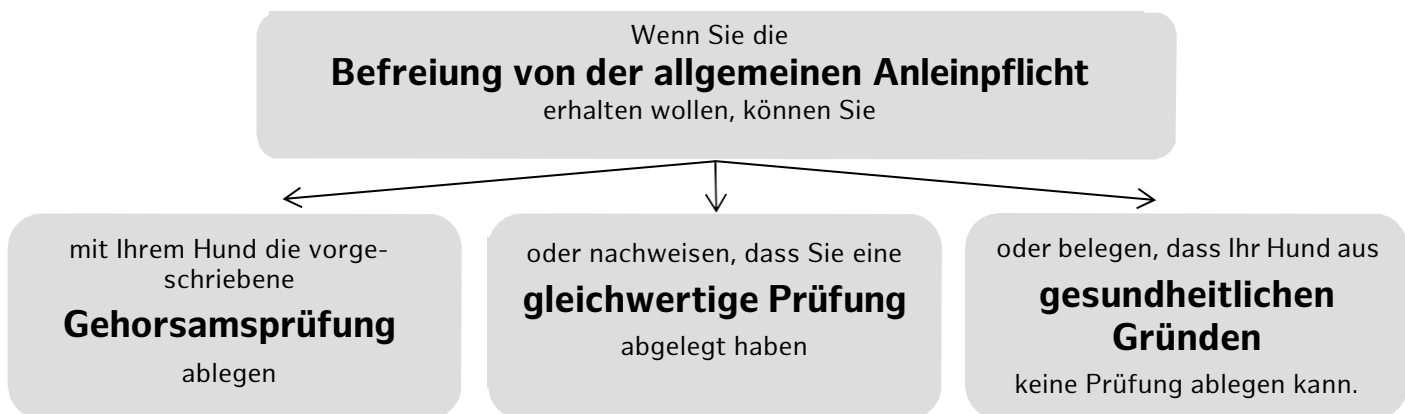 Wenn Sie die
Befreiung von der allgemeinen Anleinpflicht
erhalten wollen, können Sie
mit Ihrem Hund die vorge-
schriebene
Gehorsamsprüfung
ablegen
oder nachweisen, dass Sie eine
gleichwertige Prüfung
abgelegt haben
oder belegen, dass Ihr Hund aus
gesundheitlichen
Gründen
keine Prüfung ablegen kann.